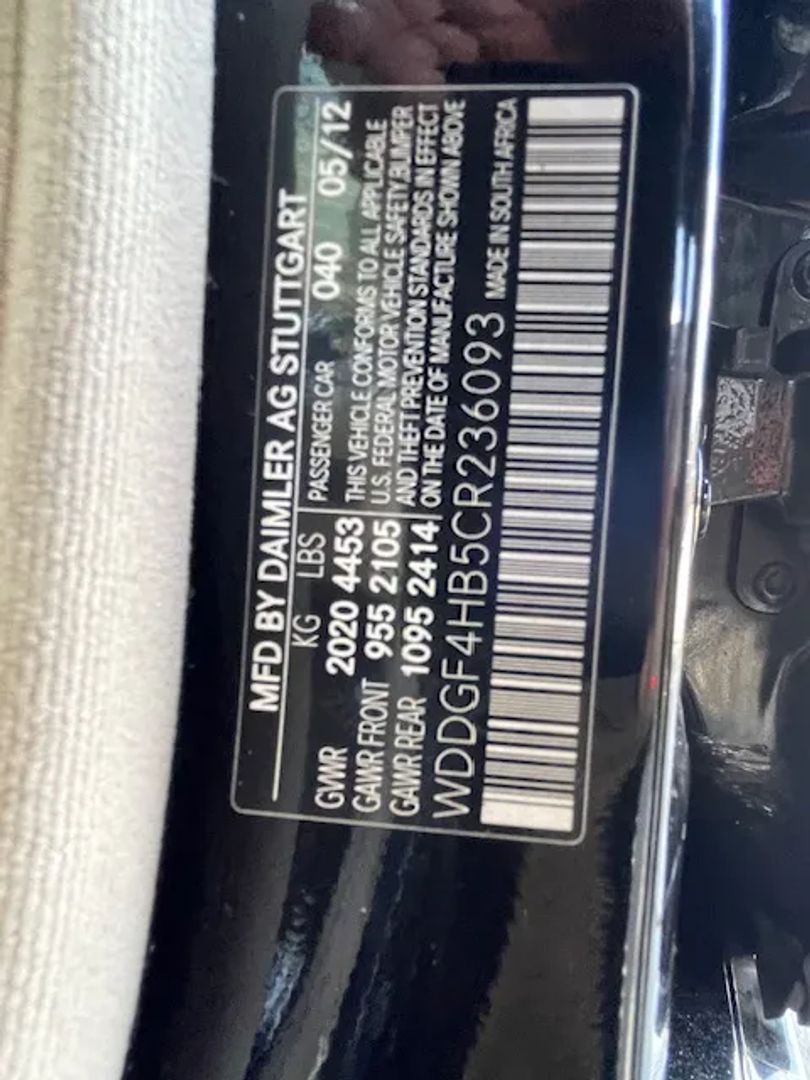 MFD BY DAIMLER AG STUTTGART
KG LBS
GVWR 2020 4453
GAWR FRONT 955 2105
GAWR REAR 1095 2414
PASSENGER CAR 040 05/12
THIS VEHICLE CONFORMS TO ALL APPLICABLE
U.S. FEDERAL MOTOR VEHICLE SAFETY, BUMPER
AND THEFT PREVENTION STANDARDS IN EFFECT
ON THE DATE OF MANUFACTURE SHOWN ABOVE
WDDGF4HB5CR236093 MADE IN SOUTH AFRICA